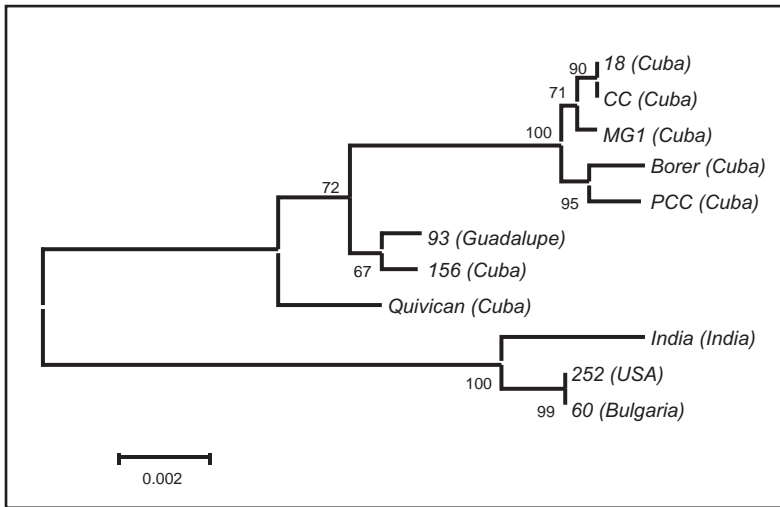 90
18 (Cuba)
71
CC (Cuba)
100
MG1 (Cuba)
Borer (Cuba)
95
PCC (Cuba)
72
93 (Guadalupe)
67
156 (Cuba)
Quivican (Cuba)
India (India)
100
252 (USA)
99
60 (Bulgaria)
0.002